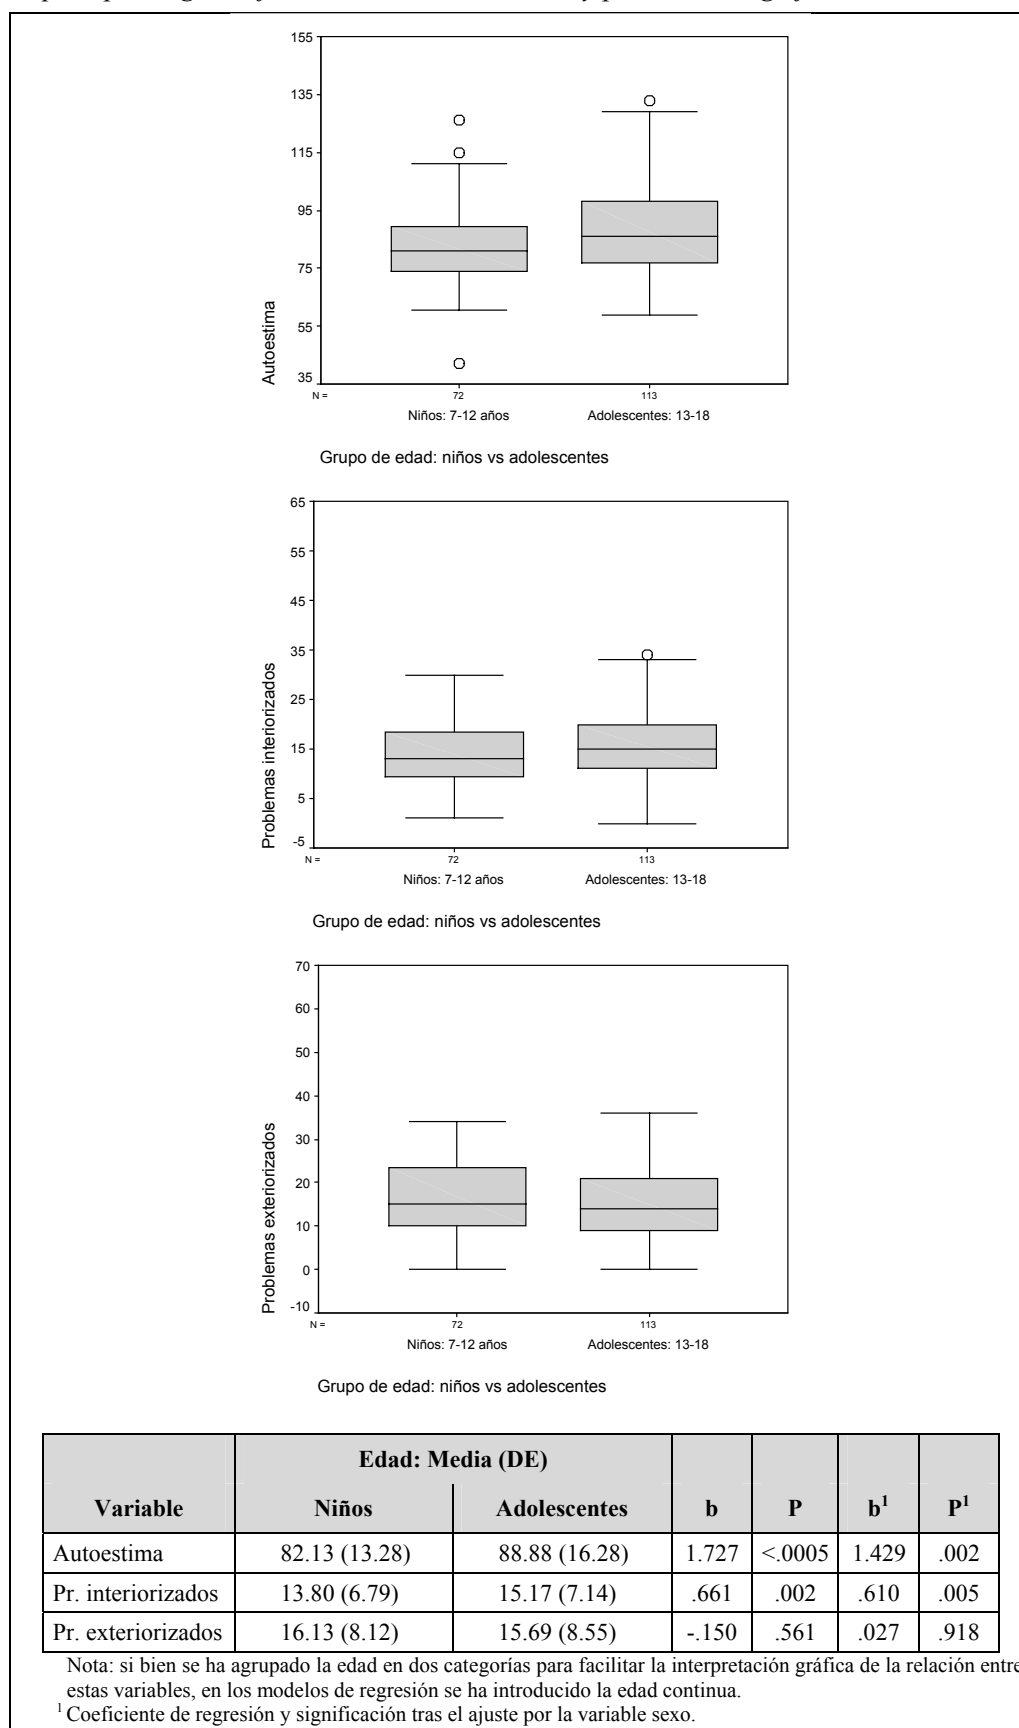 155
135
115
95
75
55
35
Autoestima
N = 72 113
Niños: 7-12 años Adolescentes: 13-18
Grupo de edad: niños vs adolescentes
65
55
45
35
25
15
5
-5
Problemas interiorizados
N = 72 113
Niños: 7-12 años Adolescentes: 13-18
Grupo de edad: niños vs adolescentes
70
60
50
40
30
20
10
0
-10
Problemas exteriorizados
N = 72 113
Niños: 7-12 años Adolescentes: 13-18
Grupo de edad: niños vs adolescentes
Edad: Media (DE)
Variable Niños Adolescentes b P b¹ P¹
Autoestima 82.13 (13.28) 88.88 (16.28) 1.727 <.0005 1.429 .002
Pr. interiorizados 13.80 (6.79) 15.17 (7.14) .661 .002 .610 .005
Pr. exteriorizados 16.13 (8.12) 15.69 (8.55) -.150 .561 .027 .918
Nota: si bien se ha agrupado la edad en dos categorías para facilitar la interpretación gráfica de la relación entre
estas variables, en los modelos de regresión se ha introducido la edad continua.
¹ Coeficiente de regresión y significación tras el ajuste por la variable sexo.